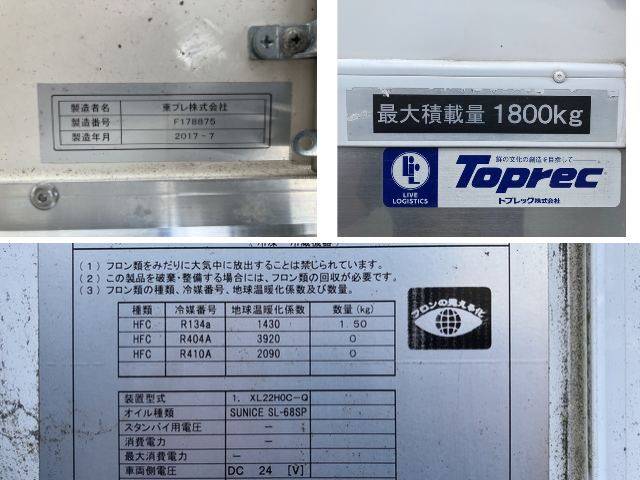 製造者名 東プレ株式会社
製造番号 F178875
製造年月 2017-7
最大積載量 1800kg
LIVE
LOGISTICS
鮮の文化の創造を目指して
Toprec
トプレック株式会社
(1) フロン類をみだりに大気中に放出することは禁じられています。
(2) この製品を破棄・整備する場合には、フロン類の回収が必要です。
(3) フロン類の種類、冷媒番号、地球温暖化係数及び数量。
種類 冷媒番号 地球温暖化係数 数量(kg)
HFC R134a 1430 1.50
HFC R404A 3920 0
HFC R410A 2090 0
フロンの見える化
装置型式 1. XL22H0C-Q
オイル種類 SUNICE SL-68SP
スタンバイ用電圧 －
消費電力 －
最大消費電力 －
車両側電圧 DC 24 [V]